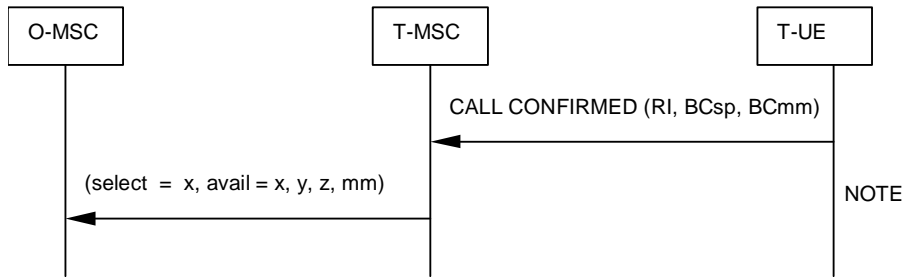 O-MSC
T-MSC
T-UE
CALL CONFIRMED (RI, BCsp, BCmm)
(select = x, avail = x, y, z, mm)
NOTE